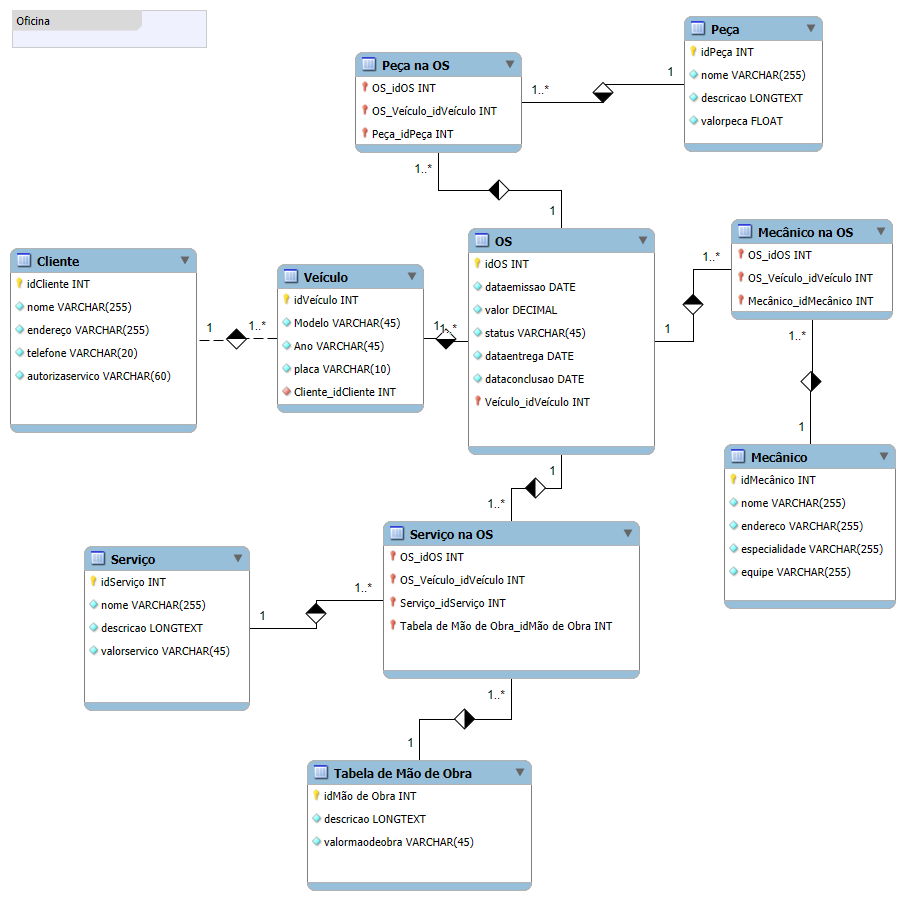 Oficina
Peça na OS
OS_idOS INT
OS_Veículo_idVeículo INT
Peça_idPeça INT
1..*
1
Peça
idPeça INT
nome VARCHAR(255)
descricao LONGTEXT
valorpeca FLOAT
1..*
1
Cliente
idCliente INT
nome VARCHAR(255)
endereço VARCHAR(255)
telefone VARCHAR(20)
autorizaservico VARCHAR(60)
1
1..*
Veículo
idVeículo INT
Modelo VARCHAR(45)
Ano VARCHAR(45)
placa VARCHAR(10)
Cliente_idCliente INT
1
1..*
OS
idOS INT
dataemissao DATE
valor DECIMAL
status VARCHAR(45)
dataentrega DATE
dataconclusao DATE
Veículo_idVeículo INT
1
1..*
Mecânico na OS
OS_idOS INT
OS_Veículo_idVeículo INT
Mecânico_idMecânico INT
1..*
1
Mecânico
idMecânico INT
nome VARCHAR(255)
endereco VARCHAR(255)
especialidade VARCHAR(255)
equipe VARCHAR(255)
1
1..*
Serviço na OS
OS_idOS INT
OS_Veículo_idVeículo INT
Serviço_idServiço INT
Tabela de Mão de Obra_idMão de Obra INT
Serviço
idServiço INT
nome VARCHAR(255)
descricao LONGTEXT
valorservico VARCHAR(45)
1
1..*
1..*
1
Tabela de Mão de Obra
idMão de Obra INT
descricao LONGTEXT
valormaodeobra VARCHAR(45)